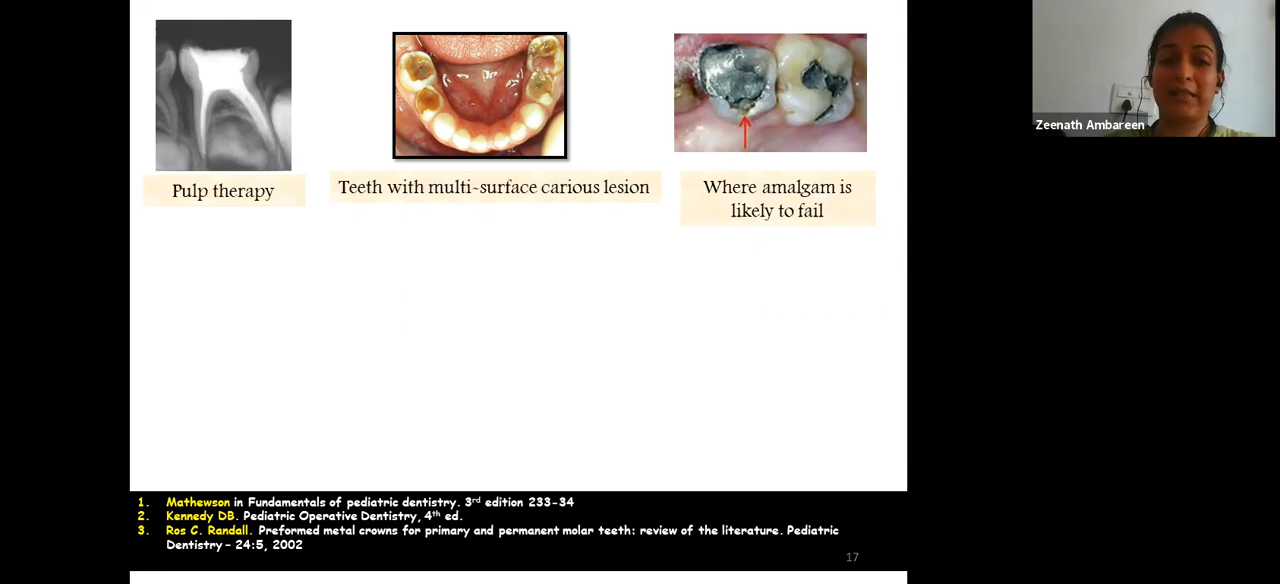 Zeenath Ambareen
Pulp therapy
Teeth with multi-surface carious lesion
Where amalgam is
likely to fail
1. Mathewson in Fundamentals of pediatric dentistry. 3rd edition 233-34
2. Kennedy DB. Pediatric Operative Dentistry, 4th ed.
3. Ros C. Randall. Preformed metal crowns for primary and permanent molar teeth: review of the literature. Pediatric
Dentistry – 24:5, 2002
17